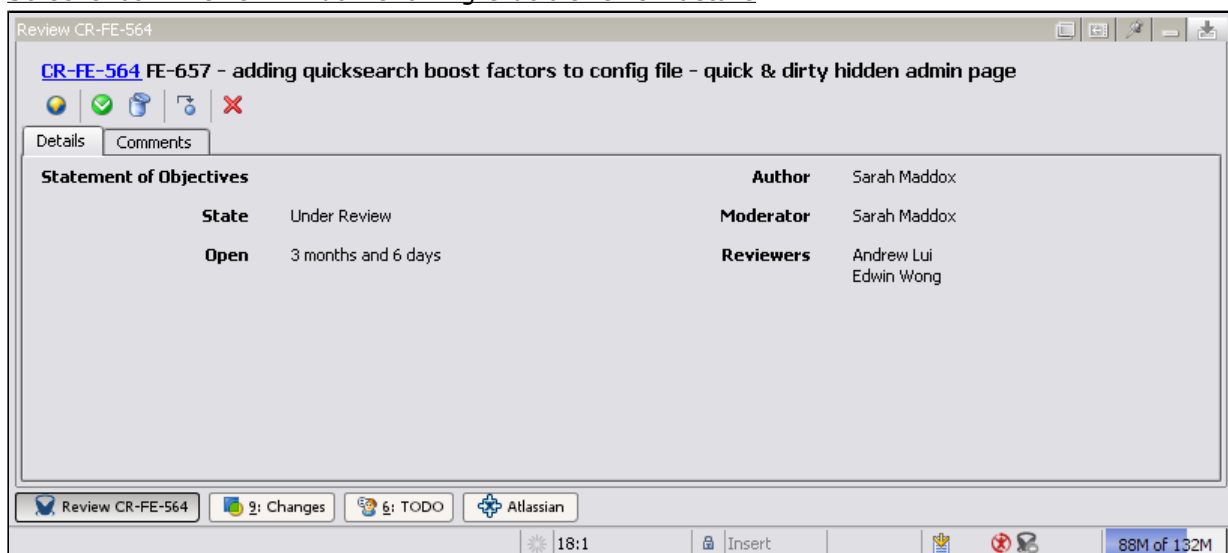 Review CR-FE-564
CR-FE-564 FE-657 - adding quicksearch boost factors to config file - quick & dirty hidden admin page
Details Comments
Statement of Objectives Author Sarah Maddox
State Under Review Moderator Sarah Maddox
Open 3 months and 6 days Reviewers Andrew Lui
Edwin Wong
Review CR-FE-564 9: Changes 6: TODO Atlassian
18:1 Insert 88M of 132M